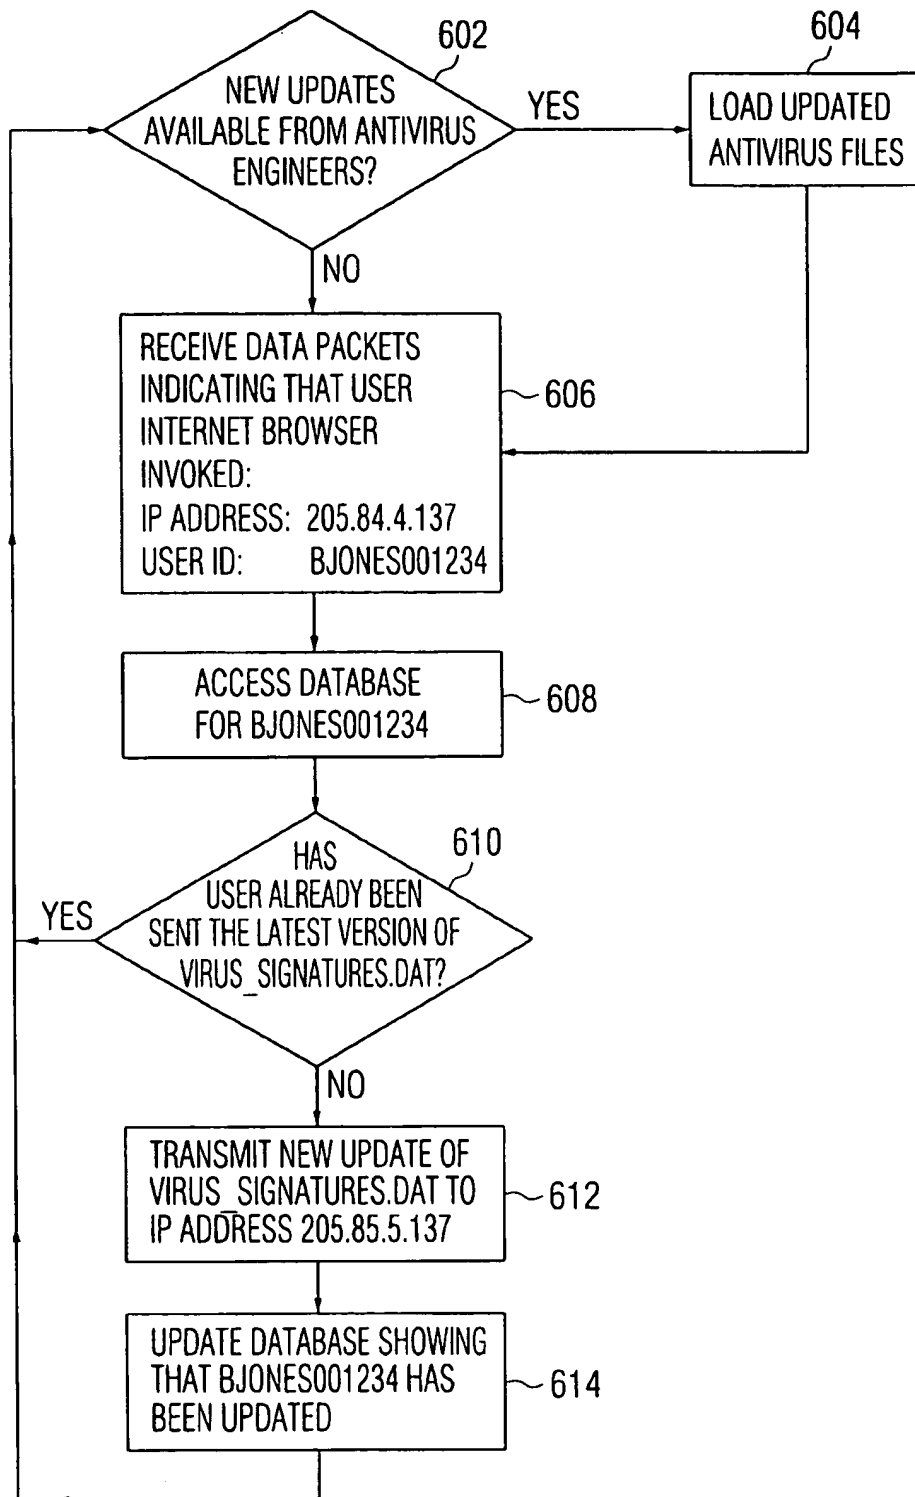 602
NEW UPDATES
AVAILABLE FROM ANTIVIRUS
ENGINEERS?
YES
604
LOAD UPDATED
ANTIVIRUS FILES
NO
RECEIVE DATA PACKETS
INDICATING THAT USER
INTERNET BROWSER
INVOKED:
IP ADDRESS: 205.84.4.137
USER ID: BJONES001234
606
ACCESS DATABASE
FOR BJONES001234
608
610
HAS
USER ALREADY BEEN
SENT THE LATEST VERSION OF
VIRUS_SIGNATURES.DAT?
YES
NO
TRANSMIT NEW UPDATE OF
VIRUS_SIGNATURES.DAT TO
IP ADDRESS 205.85.5.137
612
UPDATE DATABASE SHOWING
THAT BJONES001234 HAS
BEEN UPDATED
614